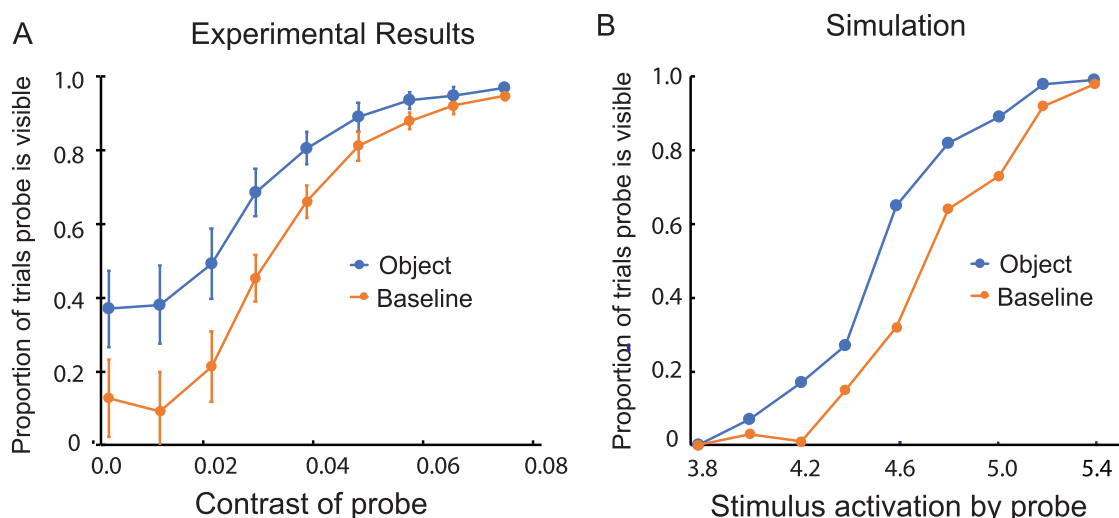 A
Experimental Results
Proportion of trials probe is visible
1.0
0.8
0.6
0.4
0.2
0
Object
Baseline
0.0
0.02
0.04
0.06
0.08
Contrast of probe
B
Simulation
Proportion of trials probe is visible
1.0
0.8
0.6
0.4
0.2
0
Object
Baseline
3.8
4.2
4.6
5.0
5.4
Stimulus activation by probe